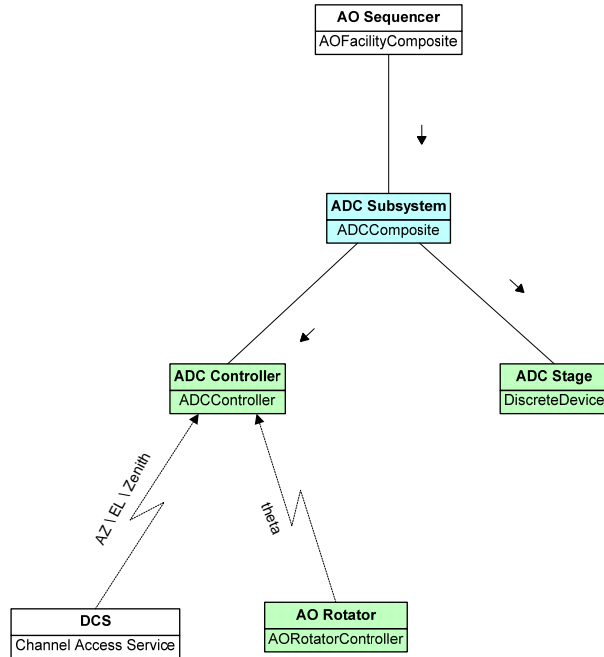 AO Sequencer
AOFacilityComposite
ADC Subsystem
ADCComposite
ADC Controller
ADCController
ADC Stage
DiscreteDevice
AZ \ EL \ Zenith
theta
DCS
Channel Access Service
AO Rotator
AORotatorController